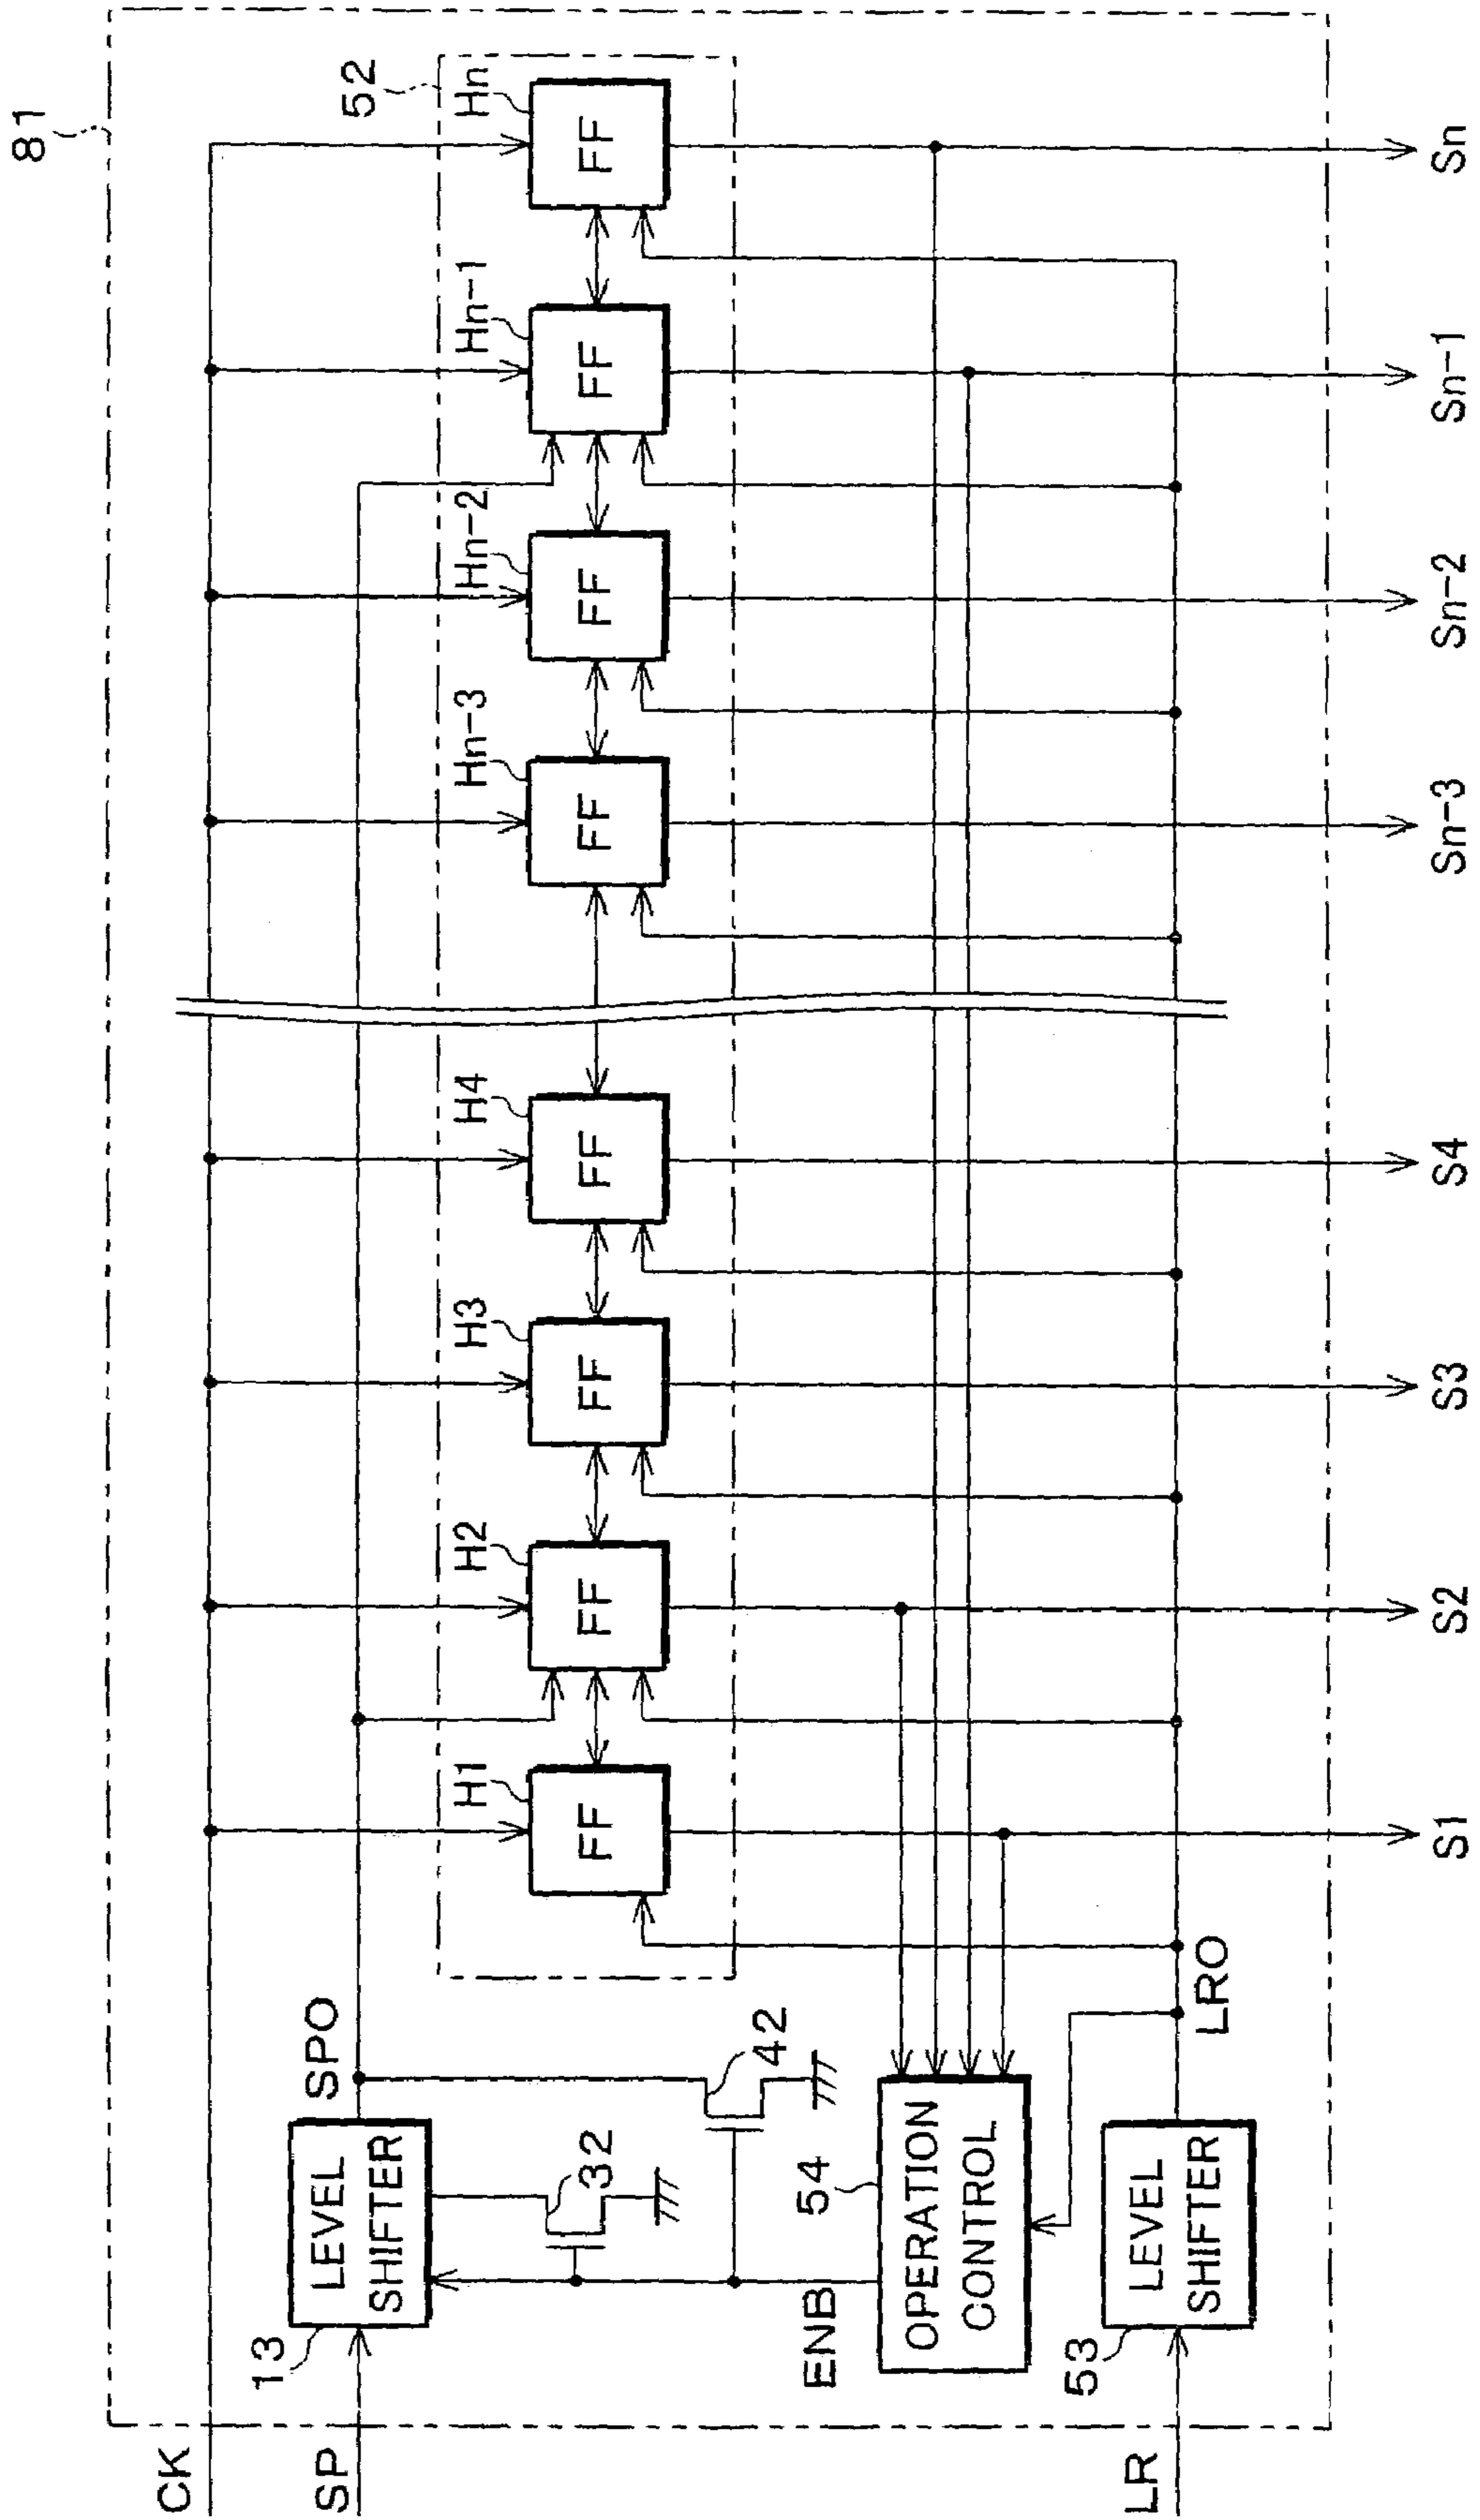 81
CK
SP
13
LEVEL
SHIFTER
SPO
52
H1
H2
H3
H4
Hn-3
Hn-2
Hn-1
Hn
FF
FF
FF
FF
FF
FF
FF
FF
32
42
ENB
54
OPERATION
CONTROL
53
LEVEL
SHIFTER
LR
LRO
S1
S2
S3
S4
Sn-3
Sn-2
Sn-1
Sn